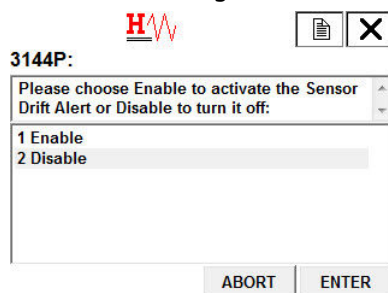 H
3144P:
Please choose Enable to activate the Sensor
Drift Alert or Disable to turn it off:
1 Enable
2 Disable
ABORT ENTER